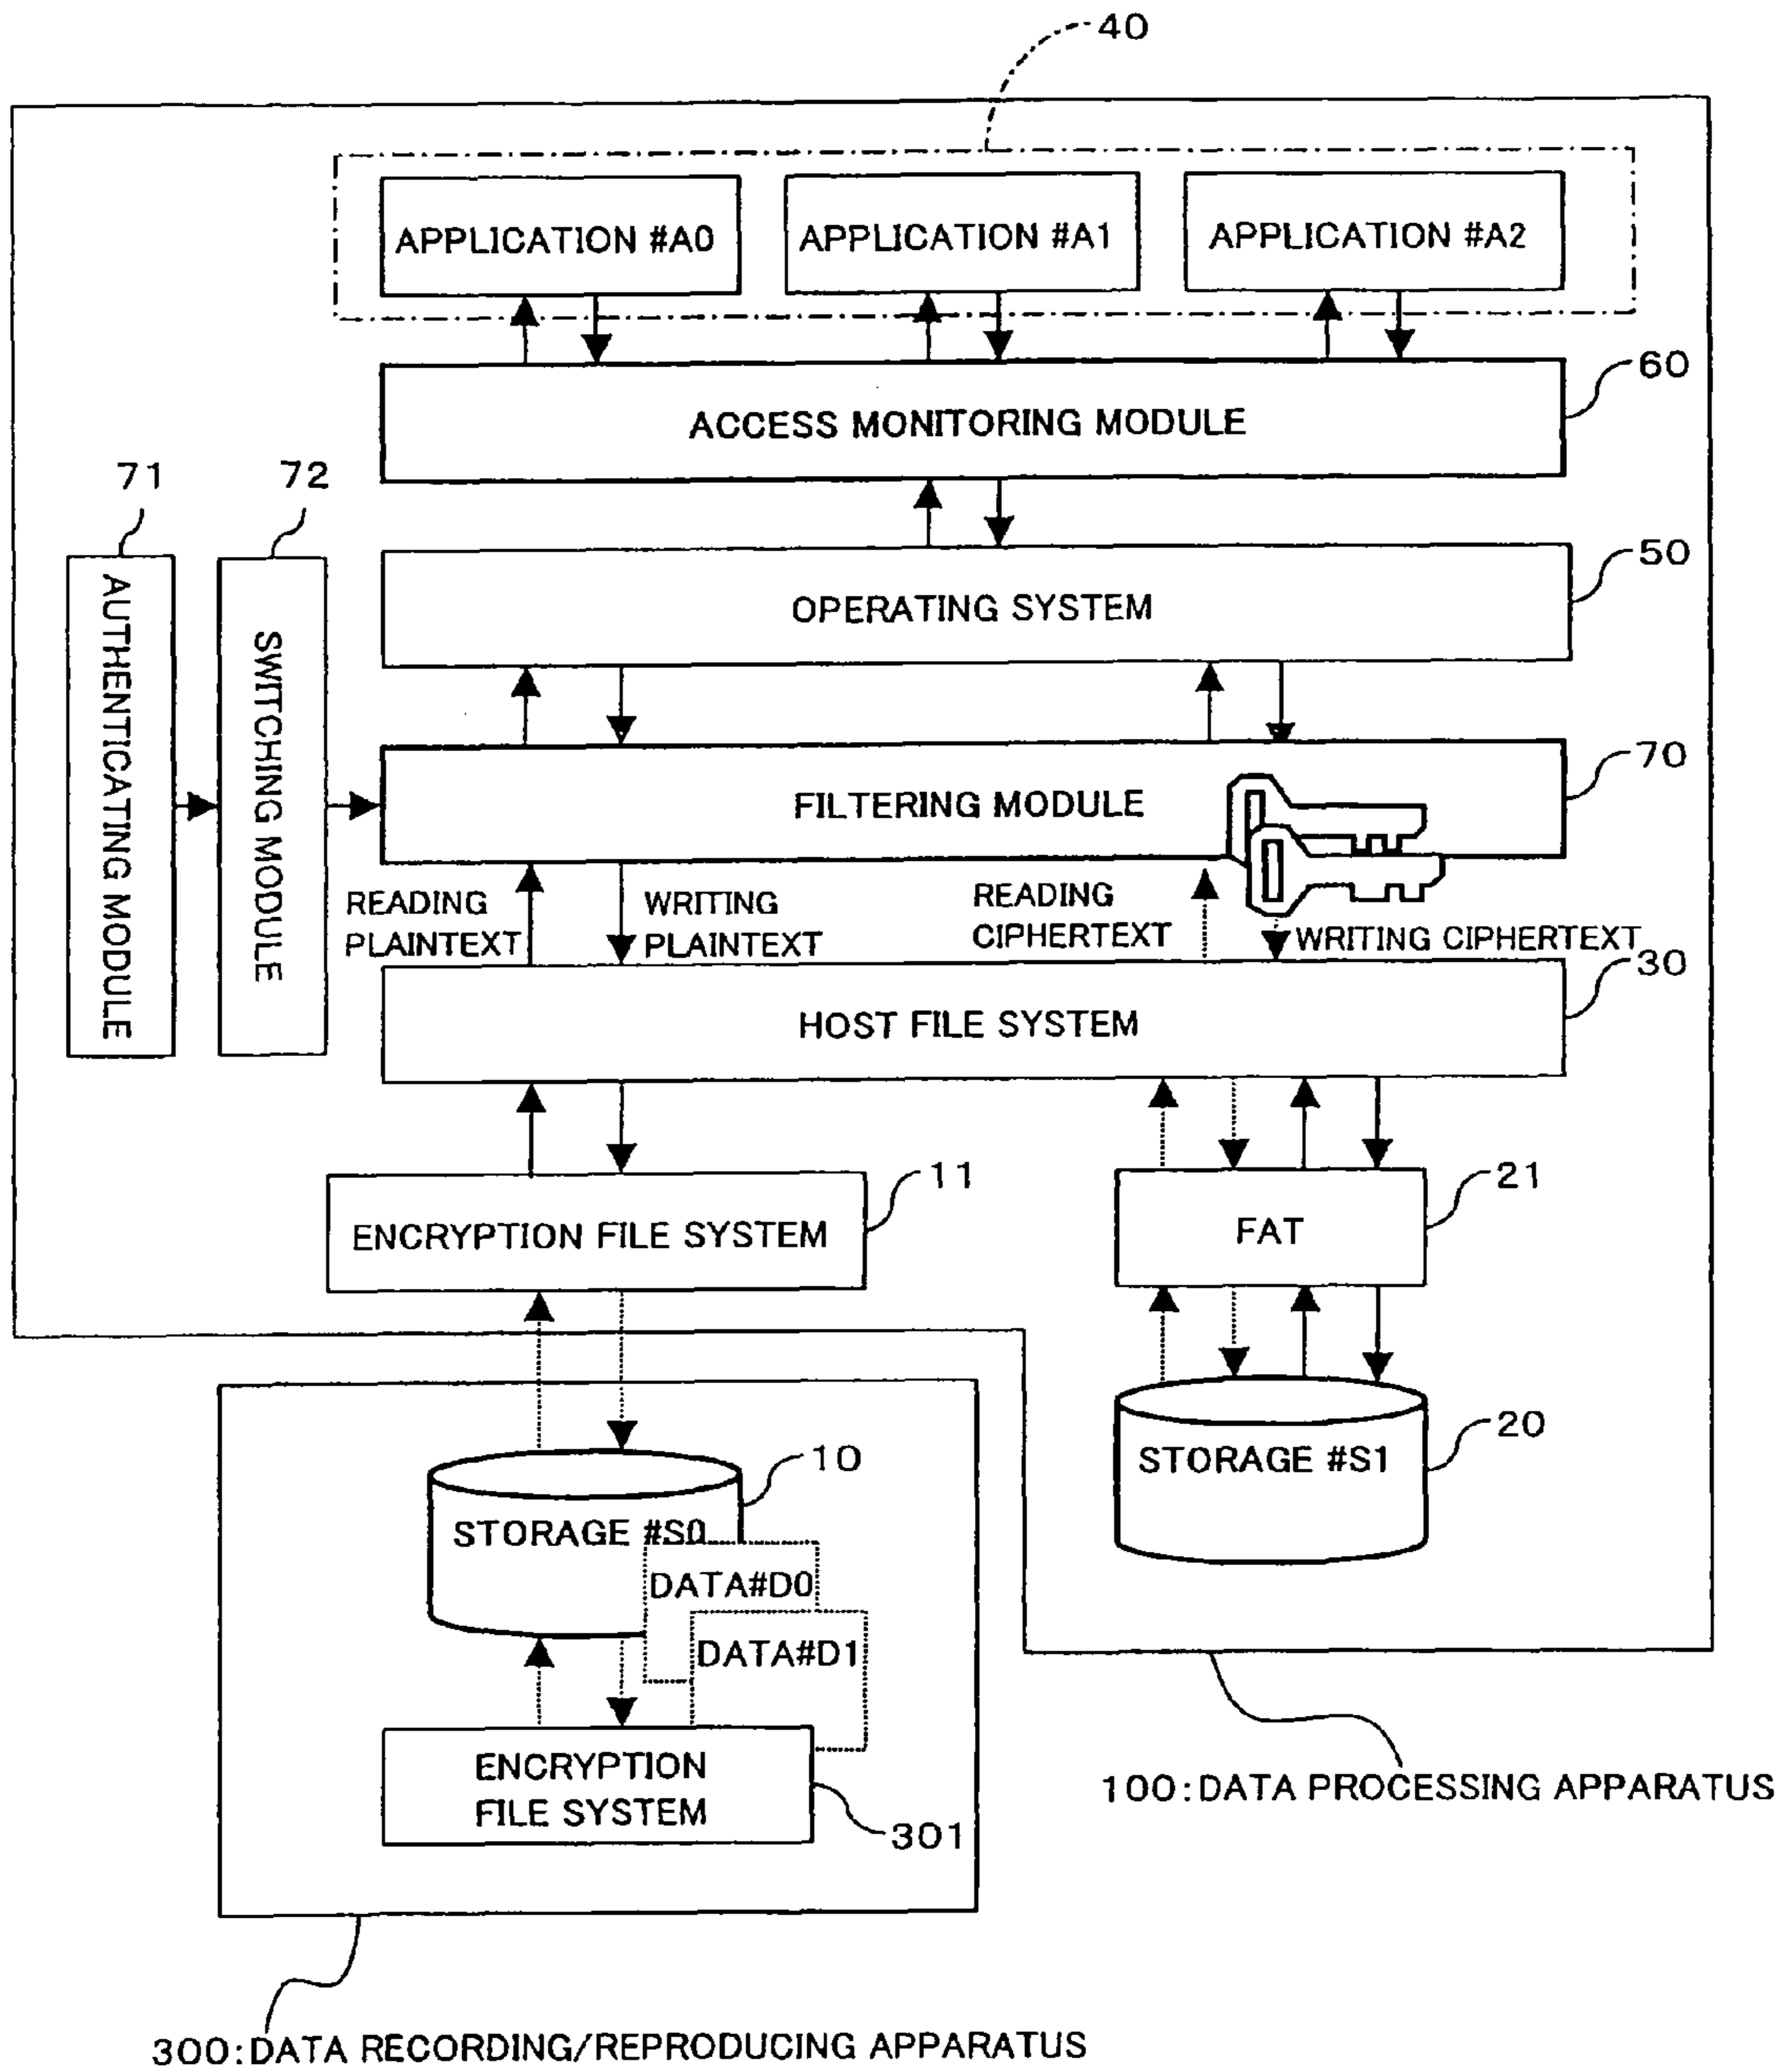 40
APPLICATION #A0
APPLICATION #A1
APPLICATION #A2
60
ACCESS MONITORING MODULE
71
72
50
OPERATING SYSTEM
AUTHENTICATING MODULE
SWITCHING MODULE
70
FILTERING MODULE
READING
PLAINTEXT
WRITING
PLAINTEXT
READING
CIPHERTEXT
WRITING CIPHERTEXT
30
HOST FILE SYSTEM
11
21
ENCRYPTION FILE SYSTEM
FAT
10
20
STORAGE #S1
STORAGE #S0
DATA#D0
DATA#D1
ENCRYPTION
FILE SYSTEM
301
100:DATA PROCESSING APPARATUS
300:DATA RECORDING/REPRODUCING APPARATUS